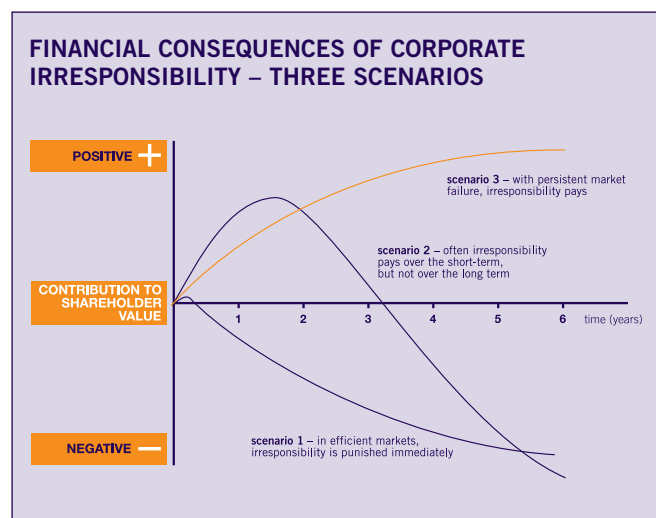 FINANCIAL CONSEQUENCES OF CORPORATE
IRRESPONSIBILITY – THREE SCENARIOS
POSITIVE +
scenario 3 – with persistent market
failure, irresponsibility pays
scenario 2 – often irresponsibility
pays over the short-term,
but not over the long term
CONTRIBUTION TO
SHAREHOLDER
VALUE
1 2 3 4 5 6 time (years)
scenario 1 – in efficient markets,
irresponsibility is punished immediately
NEGATIVE –